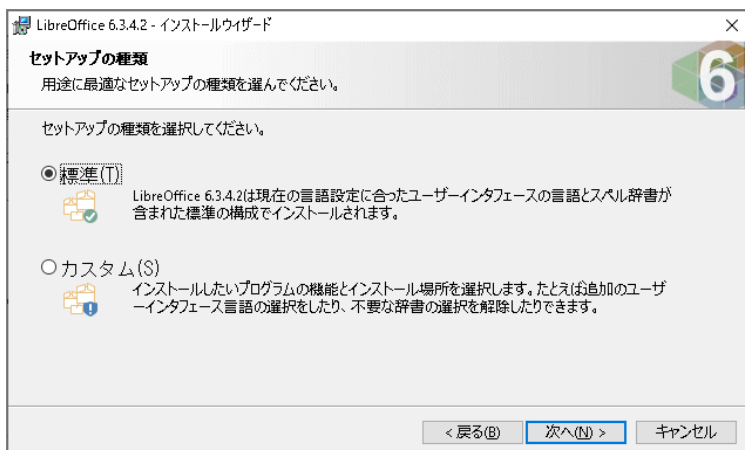 LibreOffice 6.3.4.2 - インストールウィザード
セットアップの種類
用途に最適なセットアップの種類を選んでください。
6
セットアップの種類を選択してください。
標準(T)
LibreOffice 6.3.4.2は現在の言語設定に合ったユーザーインタフェースの言語とスペル辞書が
含まれた標準の構成でインストールされます。
カスタム(S)
インストールしたいプログラムの機能とインストール場所を選択します。たとえば追加のユーザ
ーインタフェース言語の選択をしたり、不要な辞書の選択を解除したりできます。
< 戻る(B) 次へ(N) > キャンセル